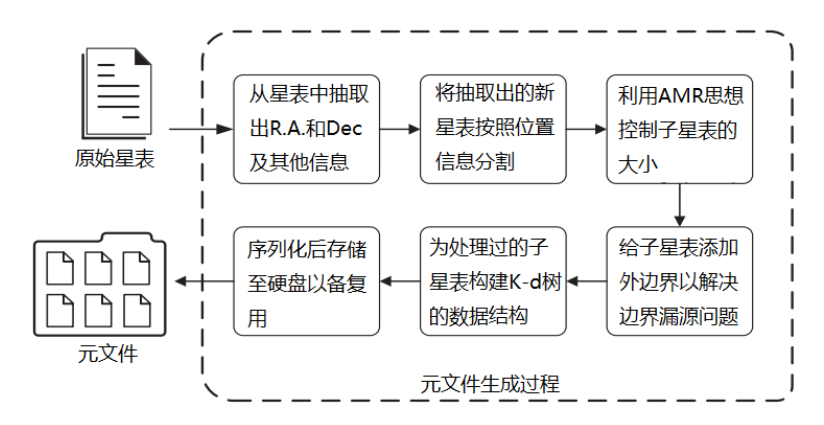 原始星表
从星表中抽取
出R.A.和Dec
及其他信息
将抽取出的新
星表按照位置
信息分割
利用AMR思想
控制子星表的
大小
给子星表添加
外边界以解决
边界漏源问题
为处理过的子
星表构建K-d树
的数据结构
序列化后存储
至硬盘以备复
用
元文件
元文件生成过程